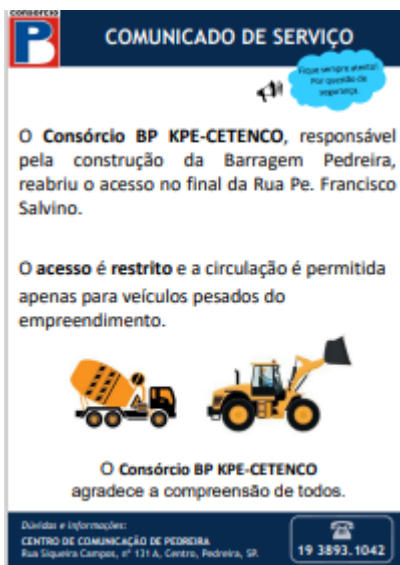 consórcio
PB
COMUNICADO DE SERVIÇO
Fique sempre atento!
Por questão de
segurança.
O Consórcio BP KPE-CETENCO, responsável
pela construção da Barragem Pedreira,
reabriu o acesso no final da Rua Pe. Francisco
Salvino.
O acesso é restrito e a circulação é permitida
apenas para veículos pesados do
empreendimento.
O Consórcio BP KPE-CETENCO
agradece a compreensão de todos.
Dúvidas e informações:
CENTRO DE COMUNICAÇÃO DE PEDREIRA
Rua Siqueira Campos, nº 131 A, Centro, Pedreira, SP.
19 3893.1042